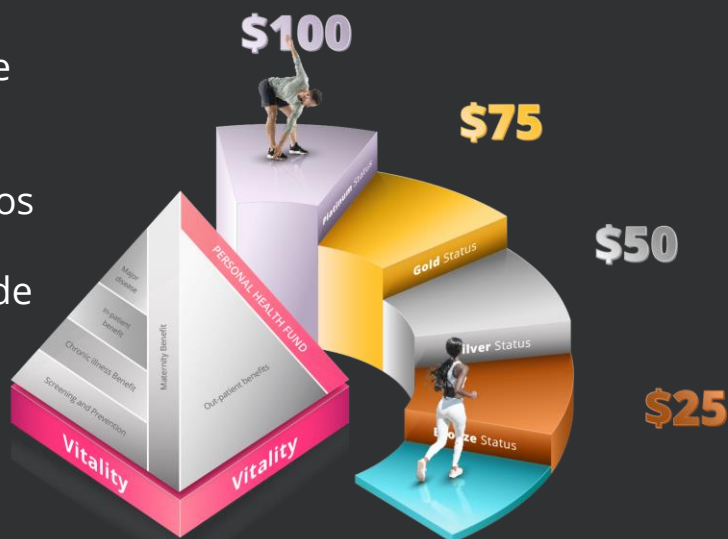 $100
e
$75
os
de
$50
$25
Platinum Status
Gold Status
ilver Status
Bronze Status
PERSONAL HEALTH FUND
Major
disease
In-patient
benefit
Chronic illness Benefit
Screening and Prevention
Maternity Benefit
Out-patient benefits
Vitality
Vitality